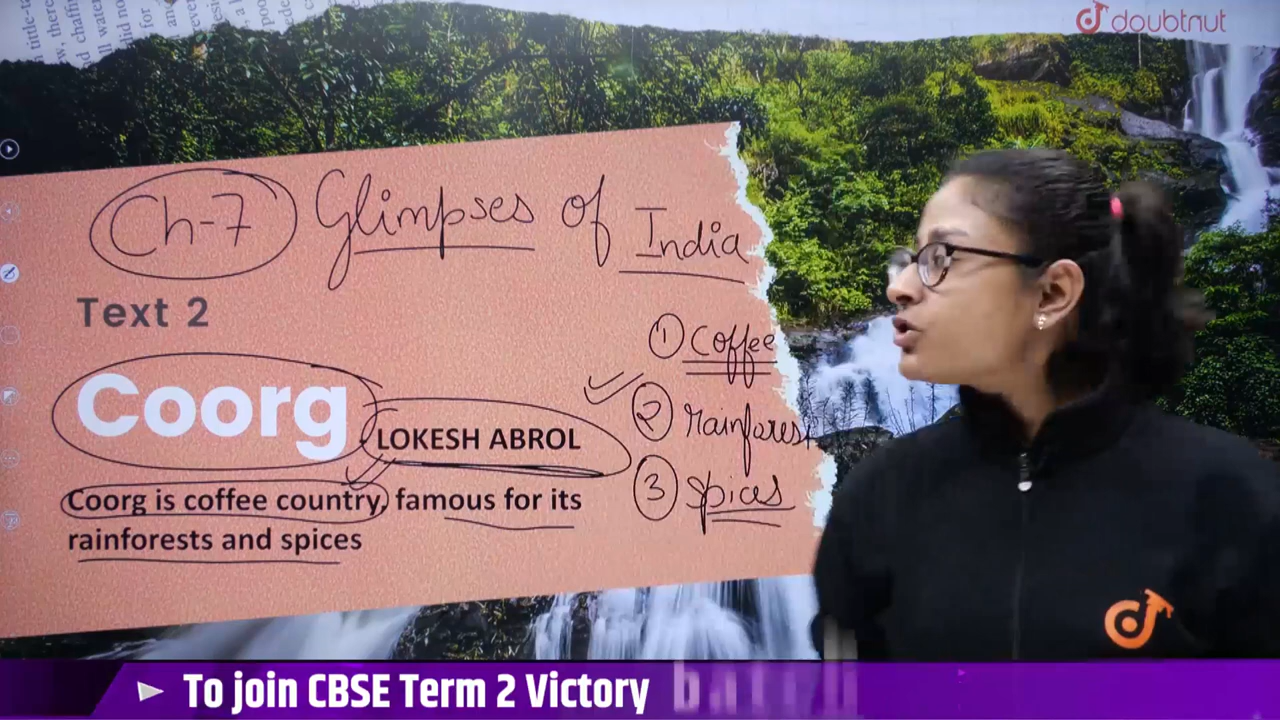 doubtnut
Ch-7 Glimpses of India
Text 2
Coorg
LOKESH ABROL
Coorg is coffee country, famous for its
rainforests and spices
① Coffee
② rainforest
③ spices
To join CBSE Term 2 Victory